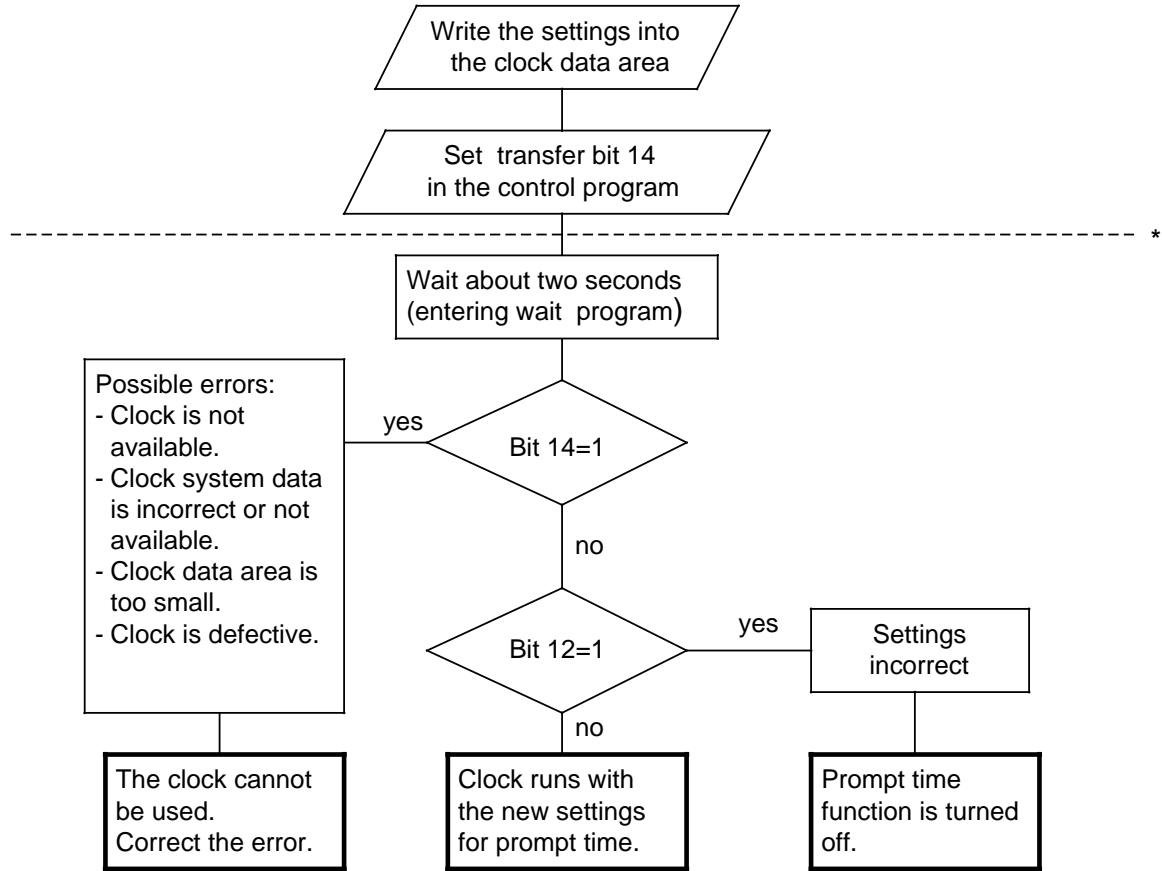 Write the settings into
the clock data area
Set transfer bit 14
in the control program
*
Wait about two seconds
(entering wait program)
Possible errors:
- Clock is not
available.
- Clock system data
is incorrect or not
available.
- Clock data area is
too small.
- Clock is defective.
yes
Bit 14=1
no
Bit 12=1
yes
Settings
incorrect
no
The clock cannot
be used.
Correct the error.
Clock runs with
the new settings
for prompt time.
Prompt time
function is turned
off.